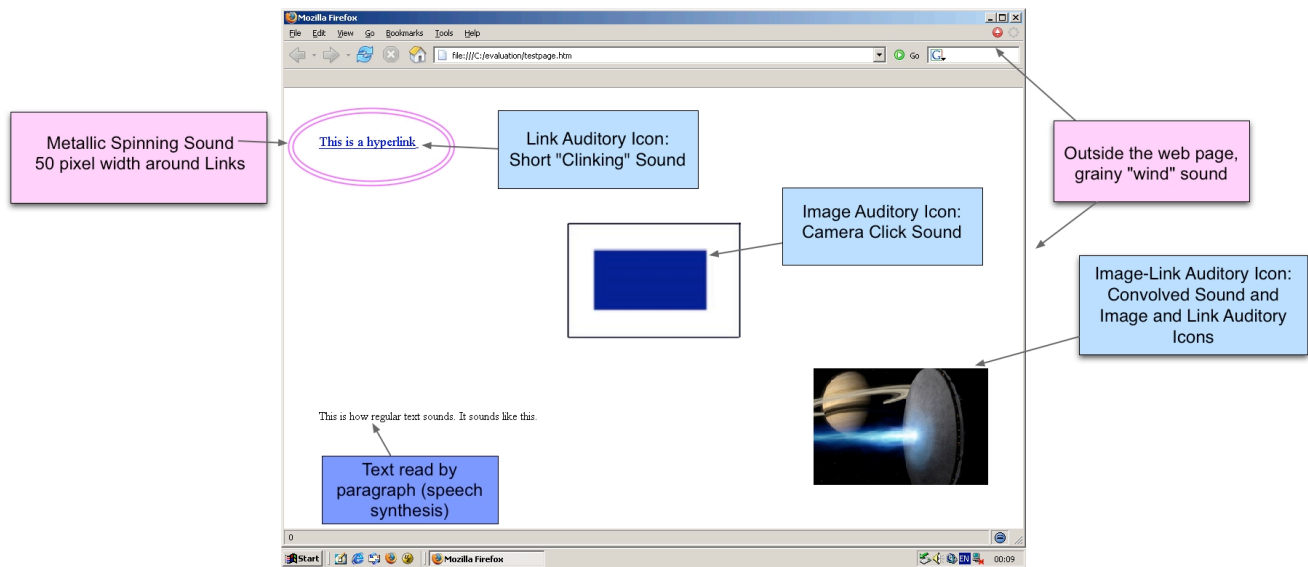 Mozilla Firefox
File Edit View Go Bookmarks Tools Help
file:///C:/evaluation/testpage.htm
Go
G
Metallic Spinning Sound
50 pixel width around Links
This is a hyperlink
Link Auditory Icon:
Short "Clinking" Sound
Outside the web page,
grainy "wind" sound
Image Auditory Icon:
Camera Click Sound
Image-Link Auditory Icon:
Convolved Sound and
Image and Link Auditory
Icons
This is how regular text sounds. It sounds like this.
Text read by
paragraph (speech
synthesis)
0
Start
Mozilla Firefox
EN
00:09